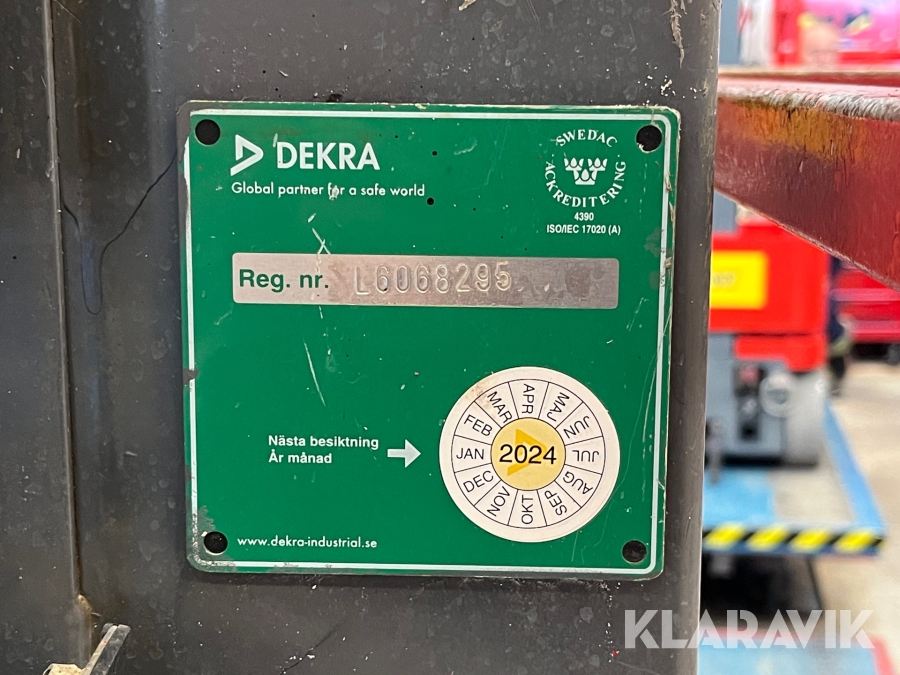 DEKRA
Global partner for a safe world
SWEDAC
ACKREDITERING
4390
ISO/IEC 17020 (A)
Reg. nr. L6068295
Nästa besiktning
År månad
JAN
FEB
MAR
APR
MAJ
JUN
JUL
AUG
SEP
OKT
NOV
DEC
2024
www.dekra-industrial.se
KLARAVIK